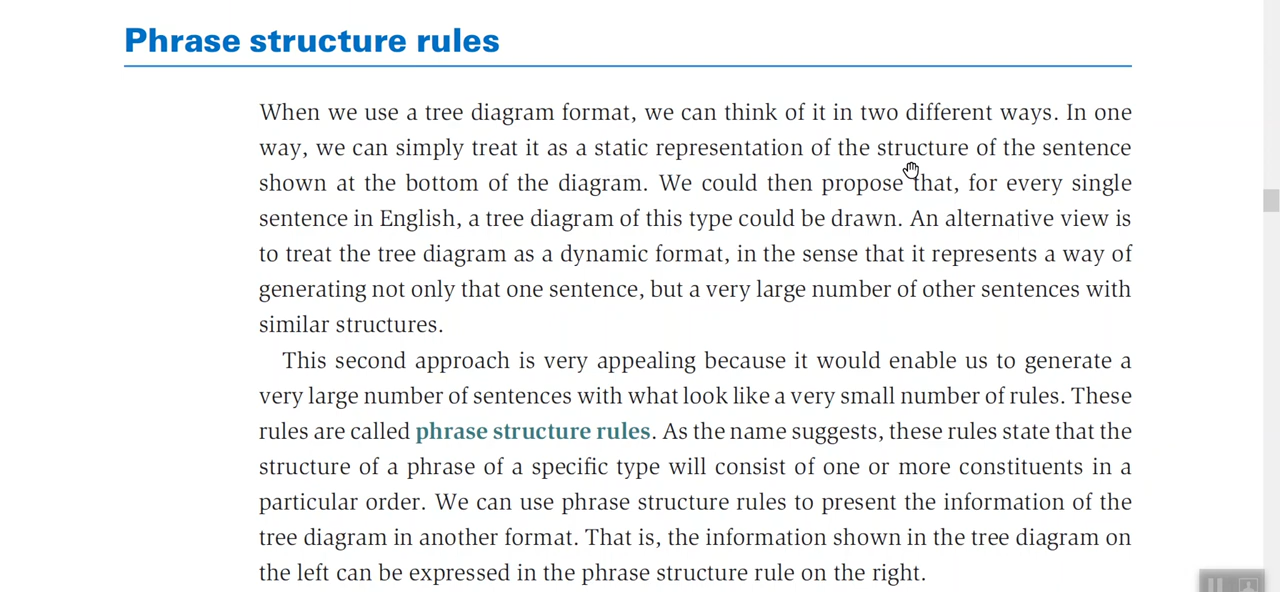 Phrase structure rules
When we use a tree diagram format, we can think of it in two different ways. In one
way, we can simply treat it as a static representation of the structure of the sentence
shown at the bottom of the diagram. We could then propose that, for every single
sentence in English, a tree diagram of this type could be drawn. An alternative view is
to treat the tree diagram as a dynamic format, in the sense that it represents a way of
generating not only that one sentence, but a very large number of other sentences with
similar structures.
This second approach is very appealing because it would enable us to generate a
very large number of sentences with what look like a very small number of rules. These
rules are called phrase structure rules. As the name suggests, these rules state that the
structure of a phrase of a specific type will consist of one or more constituents in a
particular order. We can use phrase structure rules to present the information of the
tree diagram in another format. That is, the information shown in the tree diagram on
the left can be expressed in the phrase structure rule on the right.